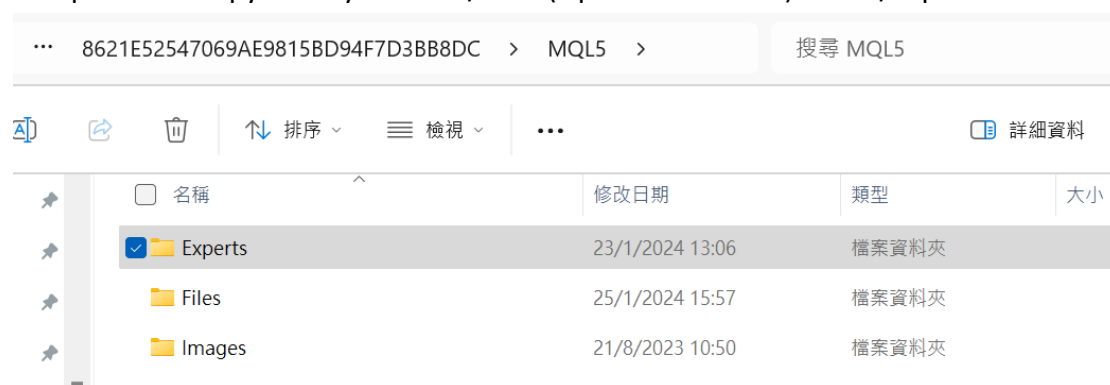 ··· 8621E52547069AE9815BD94F7D3BB8DC > MQL5 > 搜尋 MQL5
排序 檢視 ··· 詳細資料
名稱 修改日期 類型 大小
Experts 23/1/2024 13:06 檔案資料夾
Files 25/1/2024 15:57 檔案資料夾
Images 21/8/2023 10:50 檔案資料夾